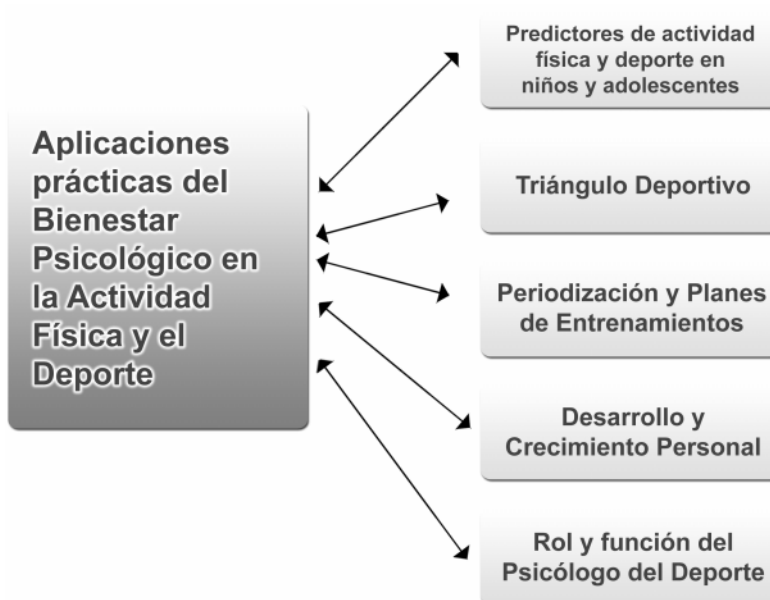 Aplicaciones
prácticas del
Bienestar
Psicológico en
la Actividad
Física y el
Deporte
Predictores de actividad
física y deporte en
niños y adolescentes
Triángulo Deportivo
Periodización y Planes
de Entrenamientos
Desarrollo y
Crecimiento Personal
Rol y función del
Psicólogo del Deporte